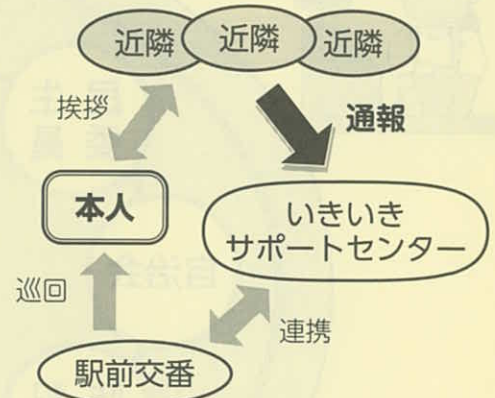 近隣 近隣 近隣
挨拶
通報
本人
いきいき
サポートセンター
巡回
連携
駅前交番